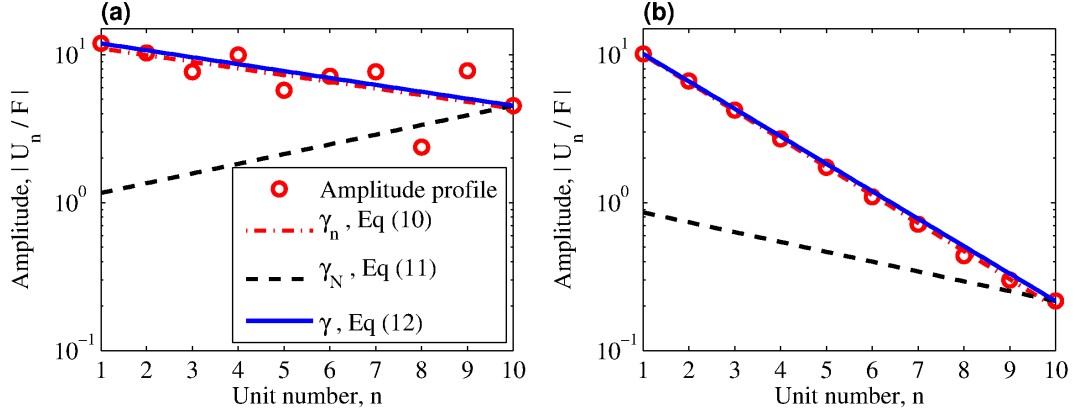 (a)
10^1
10^0
10^-1
Amplitude, | U_n / F |
Amplitude profile
γ_n , Eq (10)
γ_N , Eq (11)
γ , Eq (12)
1 2 3 4 5 6 7 8 9 10
Unit number, n
(b)
10^1
10^0
10^-1
Amplitude, | U_n / F |
1 2 3 4 5 6 7 8 9 10
Unit number, n